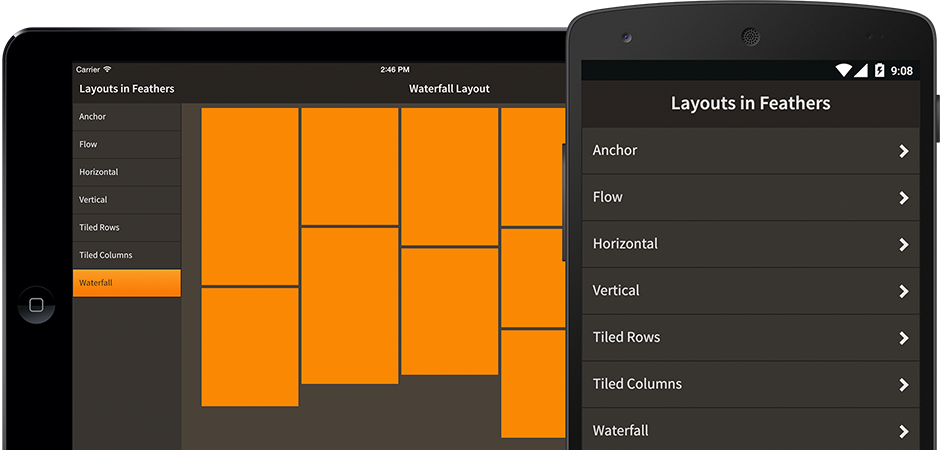 Carrier
2:46 PM
Layouts in Feathers
Waterfall Layout
Anchor
Flow
Horizontal
Vertical
Tiled Rows
Tiled Columns
Waterfall
9:08
Layouts in Feathers
Anchor
Flow
Horizontal
Vertical
Tiled Rows
Tiled Columns
Waterfall